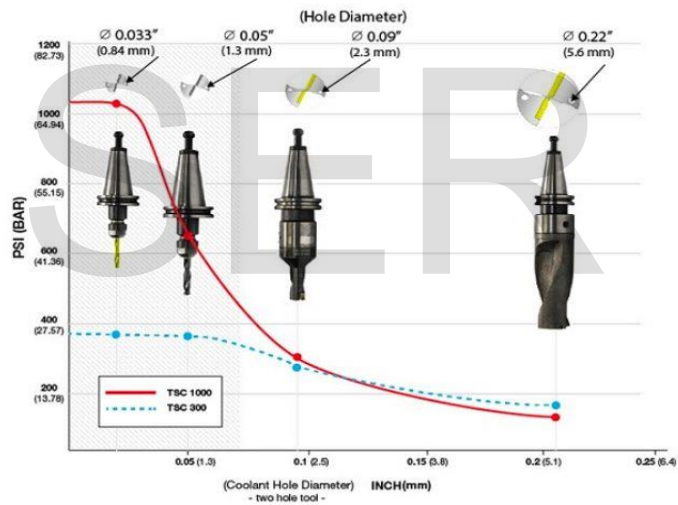 (Hole Diameter)
Ø 0.033"
(0.84 mm)
Ø 0.05"
(1.3 mm)
Ø 0.09"
(2.3 mm)
Ø 0.22"
(5.6 mm)
1200
(82.73)
1000
(64.94)
800
(55.15)
600
(41.36)
400
(27.57)
200
(13.78)
PSI (BAR)
SER
TSC 1000
TSC 300
0.05 (1.3)
0.1 (2.5)
0.15 (3.8)
0.2 (5.1)
0.25 (6.4)
(Coolant Hole Diameter) INCH(mm)
- two hole tool -